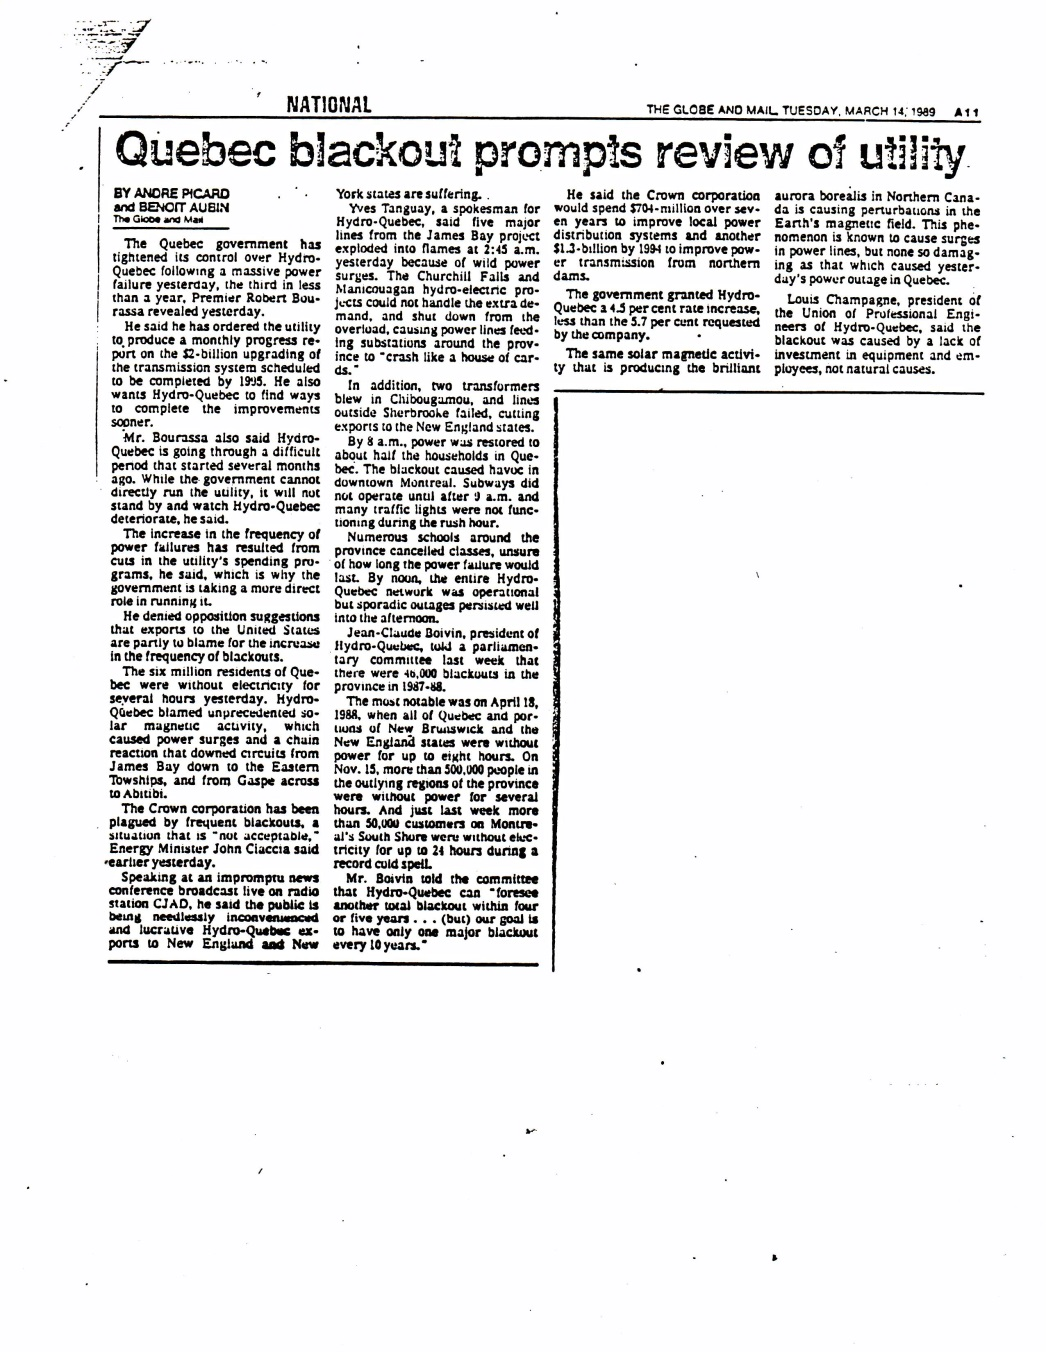 NATIONAL
THE GLOBE AND MAIL, TUESDAY, MARCH 14, 1989 A11
Quebec blackout prompts review of utility
BY ANDRE PICARD
and BENOIT AUBIN
The Globe and Mail
The Quebec government has
tightened its control over Hydro-
Quebec following a massive power
failure yesterday, the third in less
than a year, Premier Robert Bou-
rassa revealed yesterday.
He said he has ordered the utility
to produce a monthly progress re-
port on the $2-billion upgrading of
the transmission system scheduled
to be completed by 1995. He also
wants Hydro-Quebec to find ways
to complete the improvements
sooner.
Mr. Bourassa also said Hydro-
Quebec is going through a difficult
period that started several months
ago. While the government cannot
directly run the utility, it will not
stand by and watch Hydro-Quebec
deteriorate, he said.
The increase in the frequency of
power failures has resulted from
cuts in the utility's spending pro-
grams, he said, which is why the
government is taking a more direct
role in running it.
He denied opposition suggestions
that exports to the United States
are partly to blame for the increase
in the frequency of blackouts.
The six million residents of Que-
bec were without electricity for
several hours yesterday. Hydro-
Quebec blamed unprecedented so-
lar magnetic activity, which
caused power surges and a chain
reaction that downed circuits from
James Bay down to the Eastern
Towships, and from Gaspe across
to Abitibi.
The Crown corporation has been
plagued by frequent blackouts, a
situation that is "not acceptable,"
Energy Minister John Ciaccia said
earlier yesterday.
Speaking at an impromptu news
conference broadcast live on radio
station CJAD, he said the public is
being needlessly inconvenienced
and lucrative Hydro-Quebec ex-
ports to New England and New
York states are suffering.
Yves Tanguay, a spokesman for
Hydro-Quebec, said five major
lines from the James Bay project
exploded into flames at 2:45 a.m.
yesterday because of wild power
surges. The Churchill Falls and
Manicouagan hydro-electric pro-
jects could not handle the extra de-
mand, and shut down from the
overload, causing power lines feed-
ing substations around the prov-
ince to "crash like a house of car-
ds."
In addition, two transformers
blew in Chibougamou, and lines
outside Sherbrooke failed, cutting
exports to the New England states.
By 8 a.m., power was restored to
about half the households in Que-
bec. The blackout caused havoc in
downtown Montreal. Subways did
not operate until after 9 a.m. and
many traffic lights were not func-
tioning during the rush hour.
Numerous schools around the
province cancelled classes, unsure
of how long the power failure would
last. By noon, the entire Hydro-
Quebec network was operational
but sporadic outages persisted well
into the afternoon.
Jean-Claude Boivin, president of
Hydro-Quebec, told a parliamen-
tary committee last week that
there were 46,000 blackouts in the
province in 1987-88.
The most notable was on April 18,
1988, when all of Quebec and por-
tions of New Brunswick and the
New England states were without
power for up to eight hours. On
Nov. 15, more than 500,000 people in
the outlying regions of the province
were without power for several
hours. And just last week more
than 50,000 customers on Montre-
al's South Shore were without elec-
tricity for up to 24 hours during a
record cold spell.
Mr. Boivin told the committee
that Hydro-Quebec can "foresee
another total blackout within four
or five years . . . (but) our goal is
to have only one major blackout
every 10 years."
He said the Crown corporation
would spend $704-million over sev-
en years to improve local power
distribution systems and another
$1.3-billion by 1994 to improve pow-
er transmission from northern
dams.
The government granted Hydro-
Quebec a 4.5 per cent rate increase,
less than the 5.7 per cent requested
by the company.
The same solar magnetic activi-
ty that is producing the brilliant
aurora borealis in Northern Cana-
da is causing perturbations in the
Earth's magnetic field. This phe-
nomenon is known to cause surges
in power lines, but none so damag-
ing as that which caused yester-
day's power outage in Quebec.
Louis Champagne, president of
the Union of Professional Engi-
neers of Hydro-Quebec, said the
blackout was caused by a lack of
investment in equipment and em-
ployees, not natural causes.